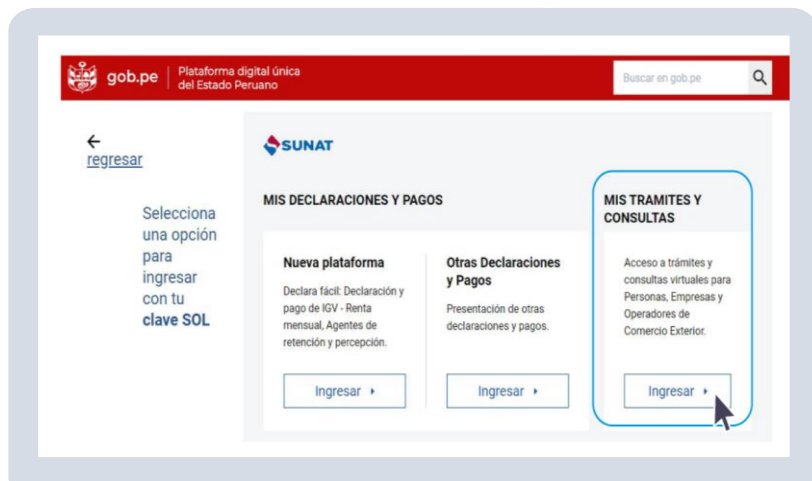 gob.pe
Plataforma digital única
del Estado Peruano
Buscar en gob.pe
regresar
Selecciona
una opción
para
ingresar
con tu
clave SOL
SUNAT
MIS DECLARACIONES Y PAGOS
Nueva plataforma
Declara fácil: Declaración y
pago de IGV - Renta
mensual, Agentes de
retención y percepción.
Ingresar
Otras Declaraciones
y Pagos
Presentación de otras
declaraciones y pagos.
Ingresar
MIS TRAMITES Y
CONSULTAS
Acceso a trámites y
consultas virtuales para
Personas, Empresas y
Operadores de
Comercio Exterior.
Ingresar